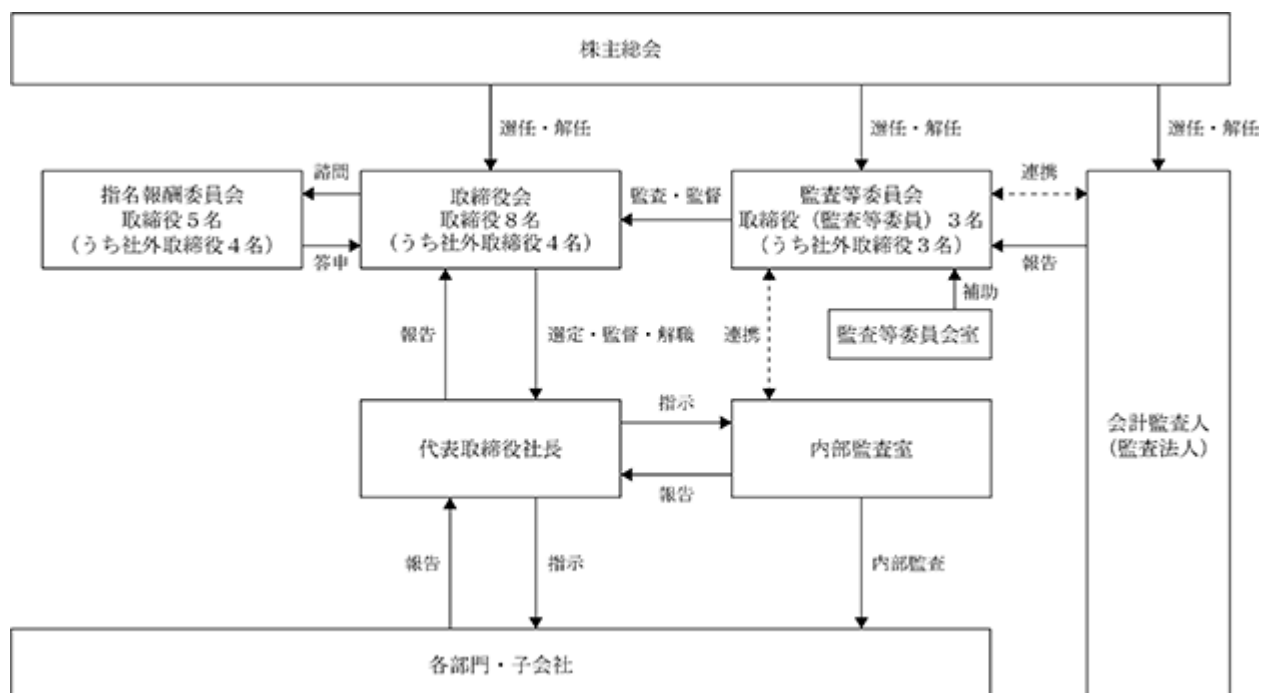 株主総会
選任・解任
選任・解任
選任・解任
指名報酬委員会
取締役5名
(うち社外取締役4名)
諮問
答申
取締役会
取締役8名
(うち社外取締役4名)
監査・監督
監査等委員会
取締役(監査等委員)3名
(うち社外取締役3名)
連携
報告
補助
監査等委員会室
報告
選定・監督・解職
連携
代表取締役社長
指示
報告
内部監査室
会計監査人
(監査法人)
報告
指示
内部監査
各部門・子会社